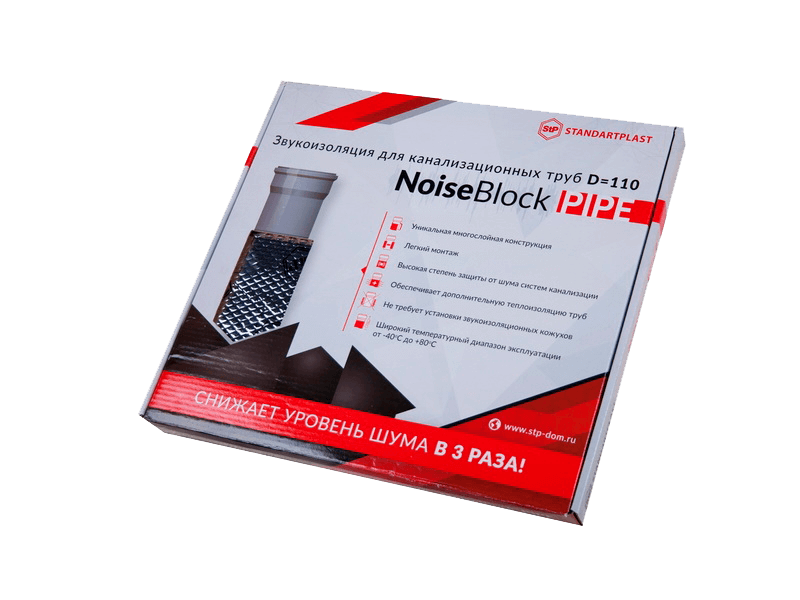 StP STANDARTPLAST
Звукоизоляция для канализационных труб D=110
NoiseBlock PIPE
Уникальная многослойная конструкция
Легкий монтаж
Высокая степень защиты от шума систем канализации
Обеспечивает дополнительную теплоизоляцию труб
Не требует установки звукоизоляционных кожухов
Широкий температурный диапазон эксплуатации
от -40°C до +80°C
www.stp-dom.ru
СНИЖАЕТ УРОВЕНЬ ШУМА В 3 РАЗА!